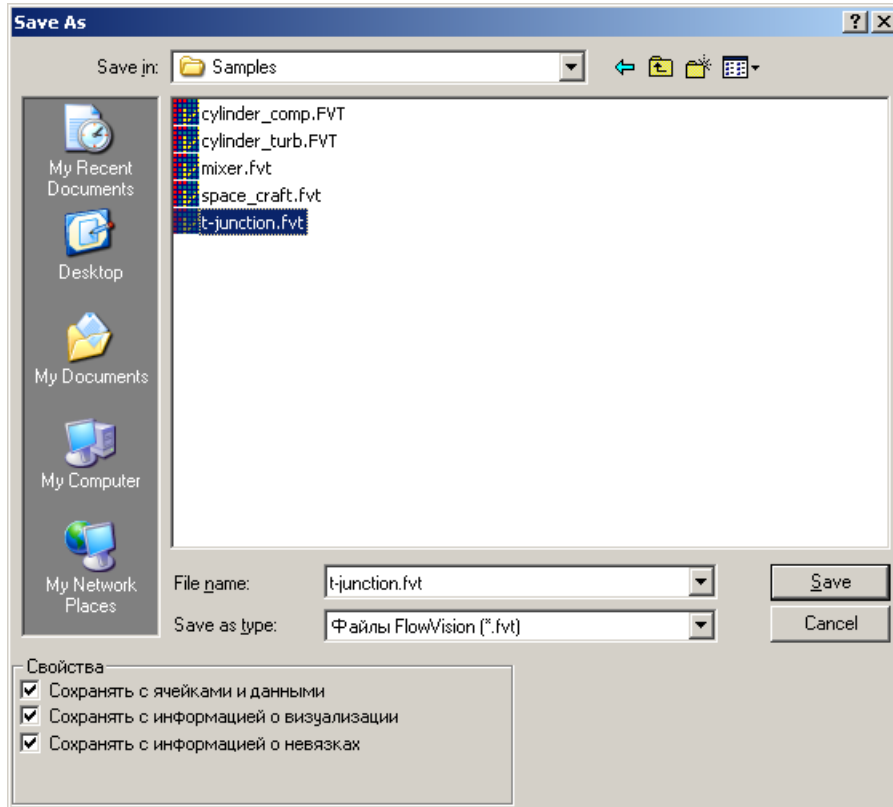 Save As
Save in:
Samples
My Recent
Documents
Desktop
My Documents
My Computer
My Network
Places
cylinder_comp.FVT
cylinder_turb.FVT
mixer.fvt
space_craft.fvt
t-junction.fvt
File name:
t-junction.fvt
Save
Save as type:
Файлы FlowVision (*.fvt)
Cancel
Свойства
Сохранять с ячейками и данными
Сохранять с информацией о визуализации
Сохранять с информацией о невязках